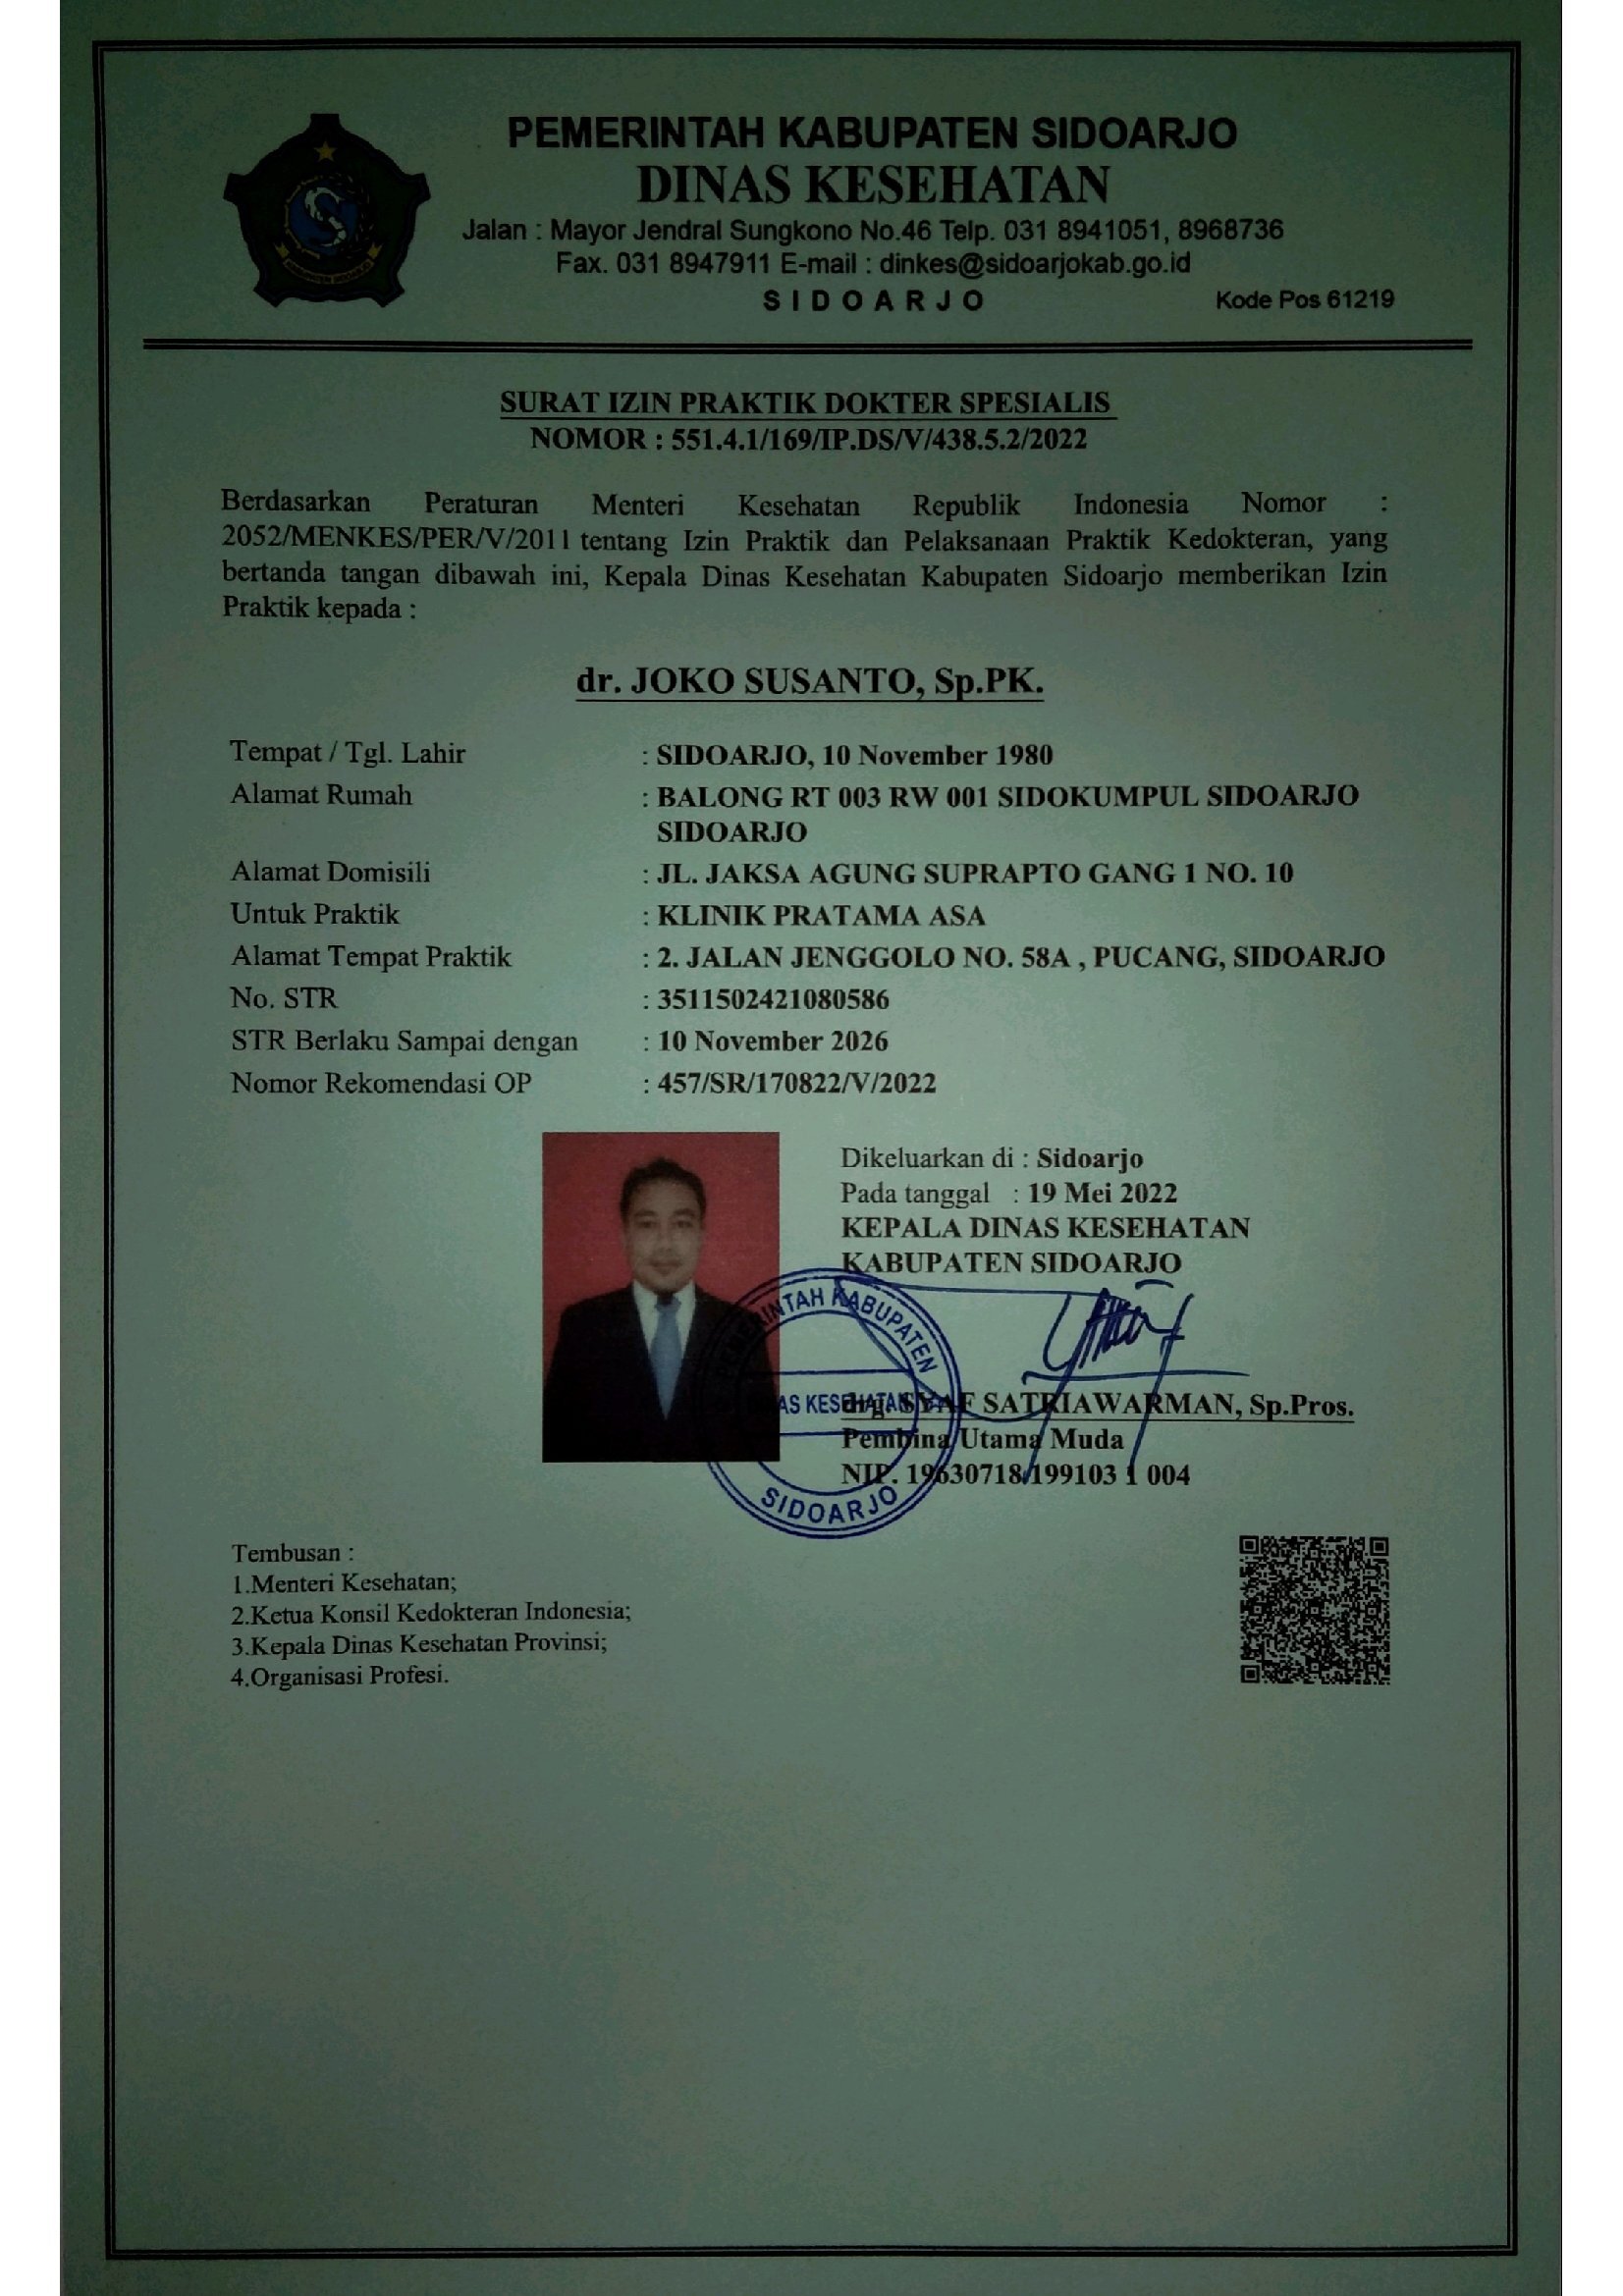 PEMERINTAH KABUPATEN SIDOARJO
DINAS KESEHATAN
Jalan : Mayor Jendral Sungkono No.46 Telp. 031 8941051, 8968736
Fax. 031 8947911 E-mail : dinkes@sidoarjokab.go.id
SIDOARJO Kode Pos 61219
KABUPATEN SIDOARJO
SURAT IZIN PRAKTIK DOKTER SPESIALIS
NOMOR : 551.4.1/169/IP.DS/V/438.5.2/2022
Berdasarkan Peraturan Menteri Kesehatan Republik Indonesia Nomor :
2052/MENKES/PER/V/2011 tentang Izin Praktik dan Pelaksanaan Praktik Kedokteran, yang
bertanda tangan dibawah ini, Kepala Dinas Kesehatan Kabupaten Sidoarjo memberikan Izin
Praktik kepada :
dr. JOKO SUSANTO, Sp.PK.
Tempat / Tgl. Lahir : SIDOARJO, 10 November 1980
Alamat Rumah : BALONG RT 003 RW 001 SIDOKUMPUL SIDOARJO
SIDOARJO
Alamat Domisili : JL. JAKSA AGUNG SUPRAPTO GANG 1 NO. 10
Untuk Praktik : KLINIK PRATAMA ASA
Alamat Tempat Praktik : 2. JALAN JENGGOLO NO. 58A , PUCANG, SIDOARJO
No. STR : 3511502421080586
STR Berlaku Sampai dengan : 10 November 2026
Nomor Rekomendasi OP : 457/SR/170822/V/2022
Dikeluarkan di : Sidoarjo
Pada tanggal : 19 Mei 2022
KEPALA DINAS KESEHATAN
KABUPATEN SIDOARJO
KABUPATEN
KESEHATAN
SIDOARJO
drg. SYAF SATRIAWARMAN, Sp.Pros.
Pembina Utama Muda
NIP. 19630718 199103 1 004
Tembusan :
1.Menteri Kesehatan;
2.Ketua Konsil Kedokteran Indonesia;
3.Kepala Dinas Kesehatan Provinsi;
4.Organisasi Profesi.